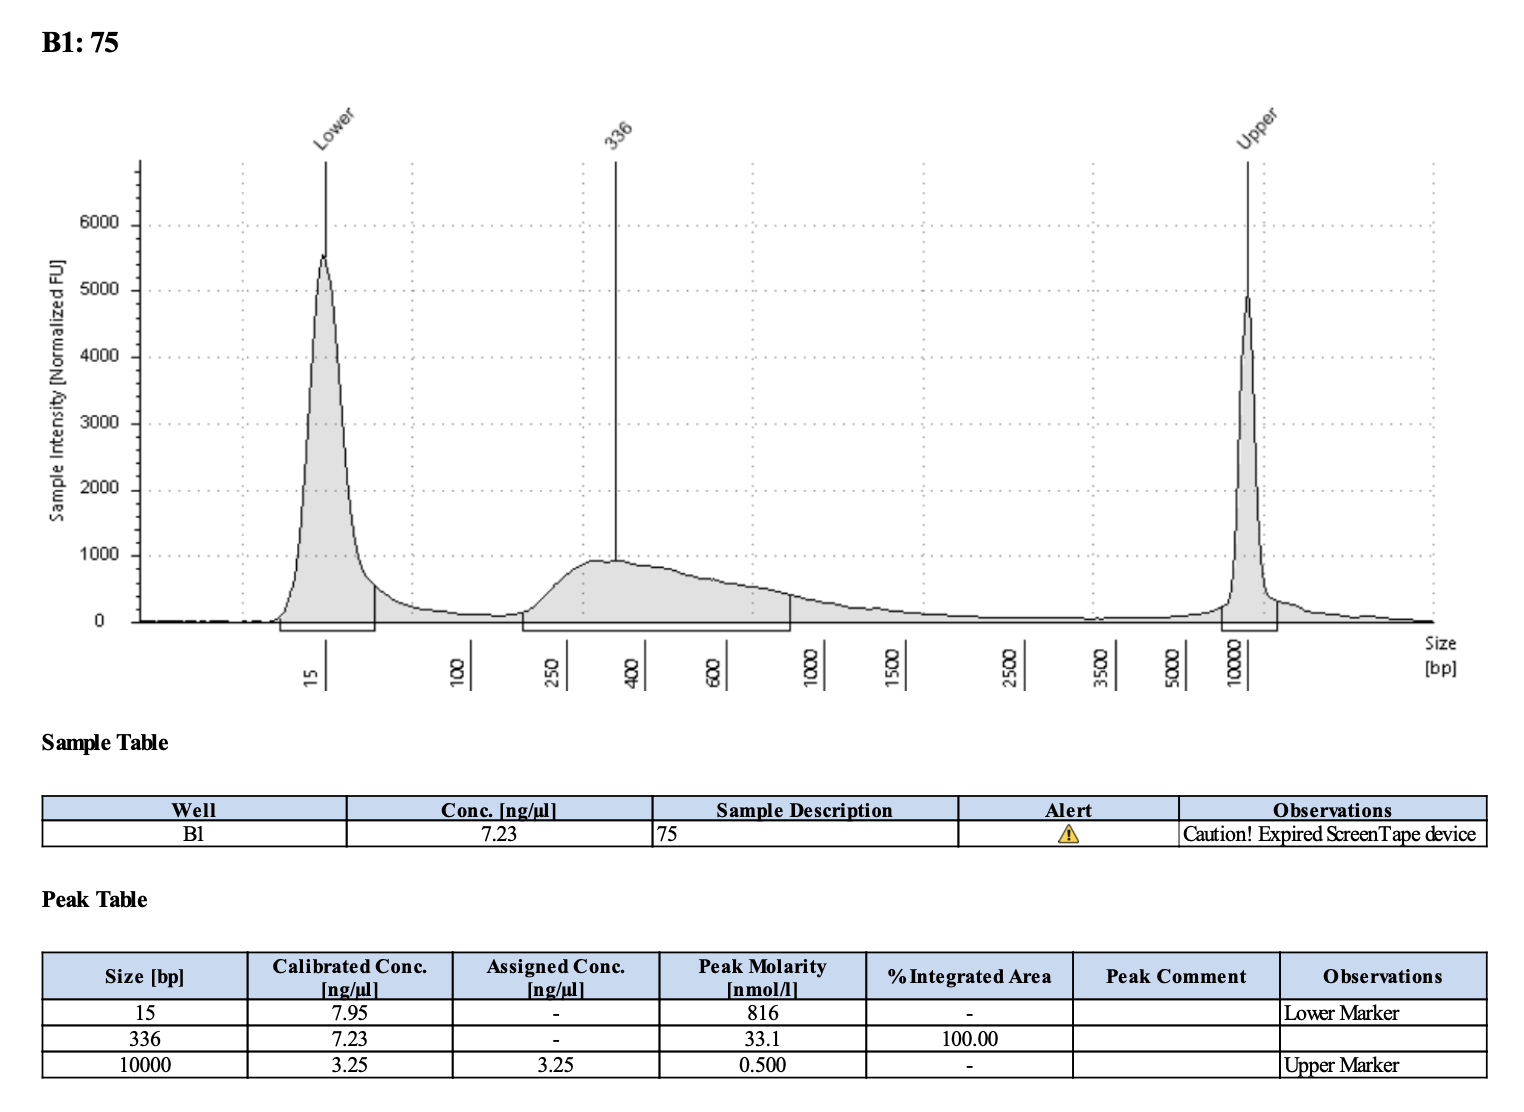 B1: 75
Lower
336
Upper
6000
5000
4000
3000
2000
1000
0
Sample Intensity [Normalized FU]
15
100
250
400
600
1000
1500
2500
3500
5000
10000
Size
[bp]
Sample Table
Well Conc. [ng/µl] Sample Description Alert Observations
B1 7.23 75 Caution! Expired ScreenTape device
Peak Table
Size [bp] Calibrated Conc. [ng/µl] Assigned Conc. [ng/µl] Peak Molarity [nmol/l] % Integrated Area Peak Comment Observations
15 7.95 - 816 - Lower Marker
336 7.23 - 33.1 100.00
10000 3.25 3.25 0.500 - Upper Marker